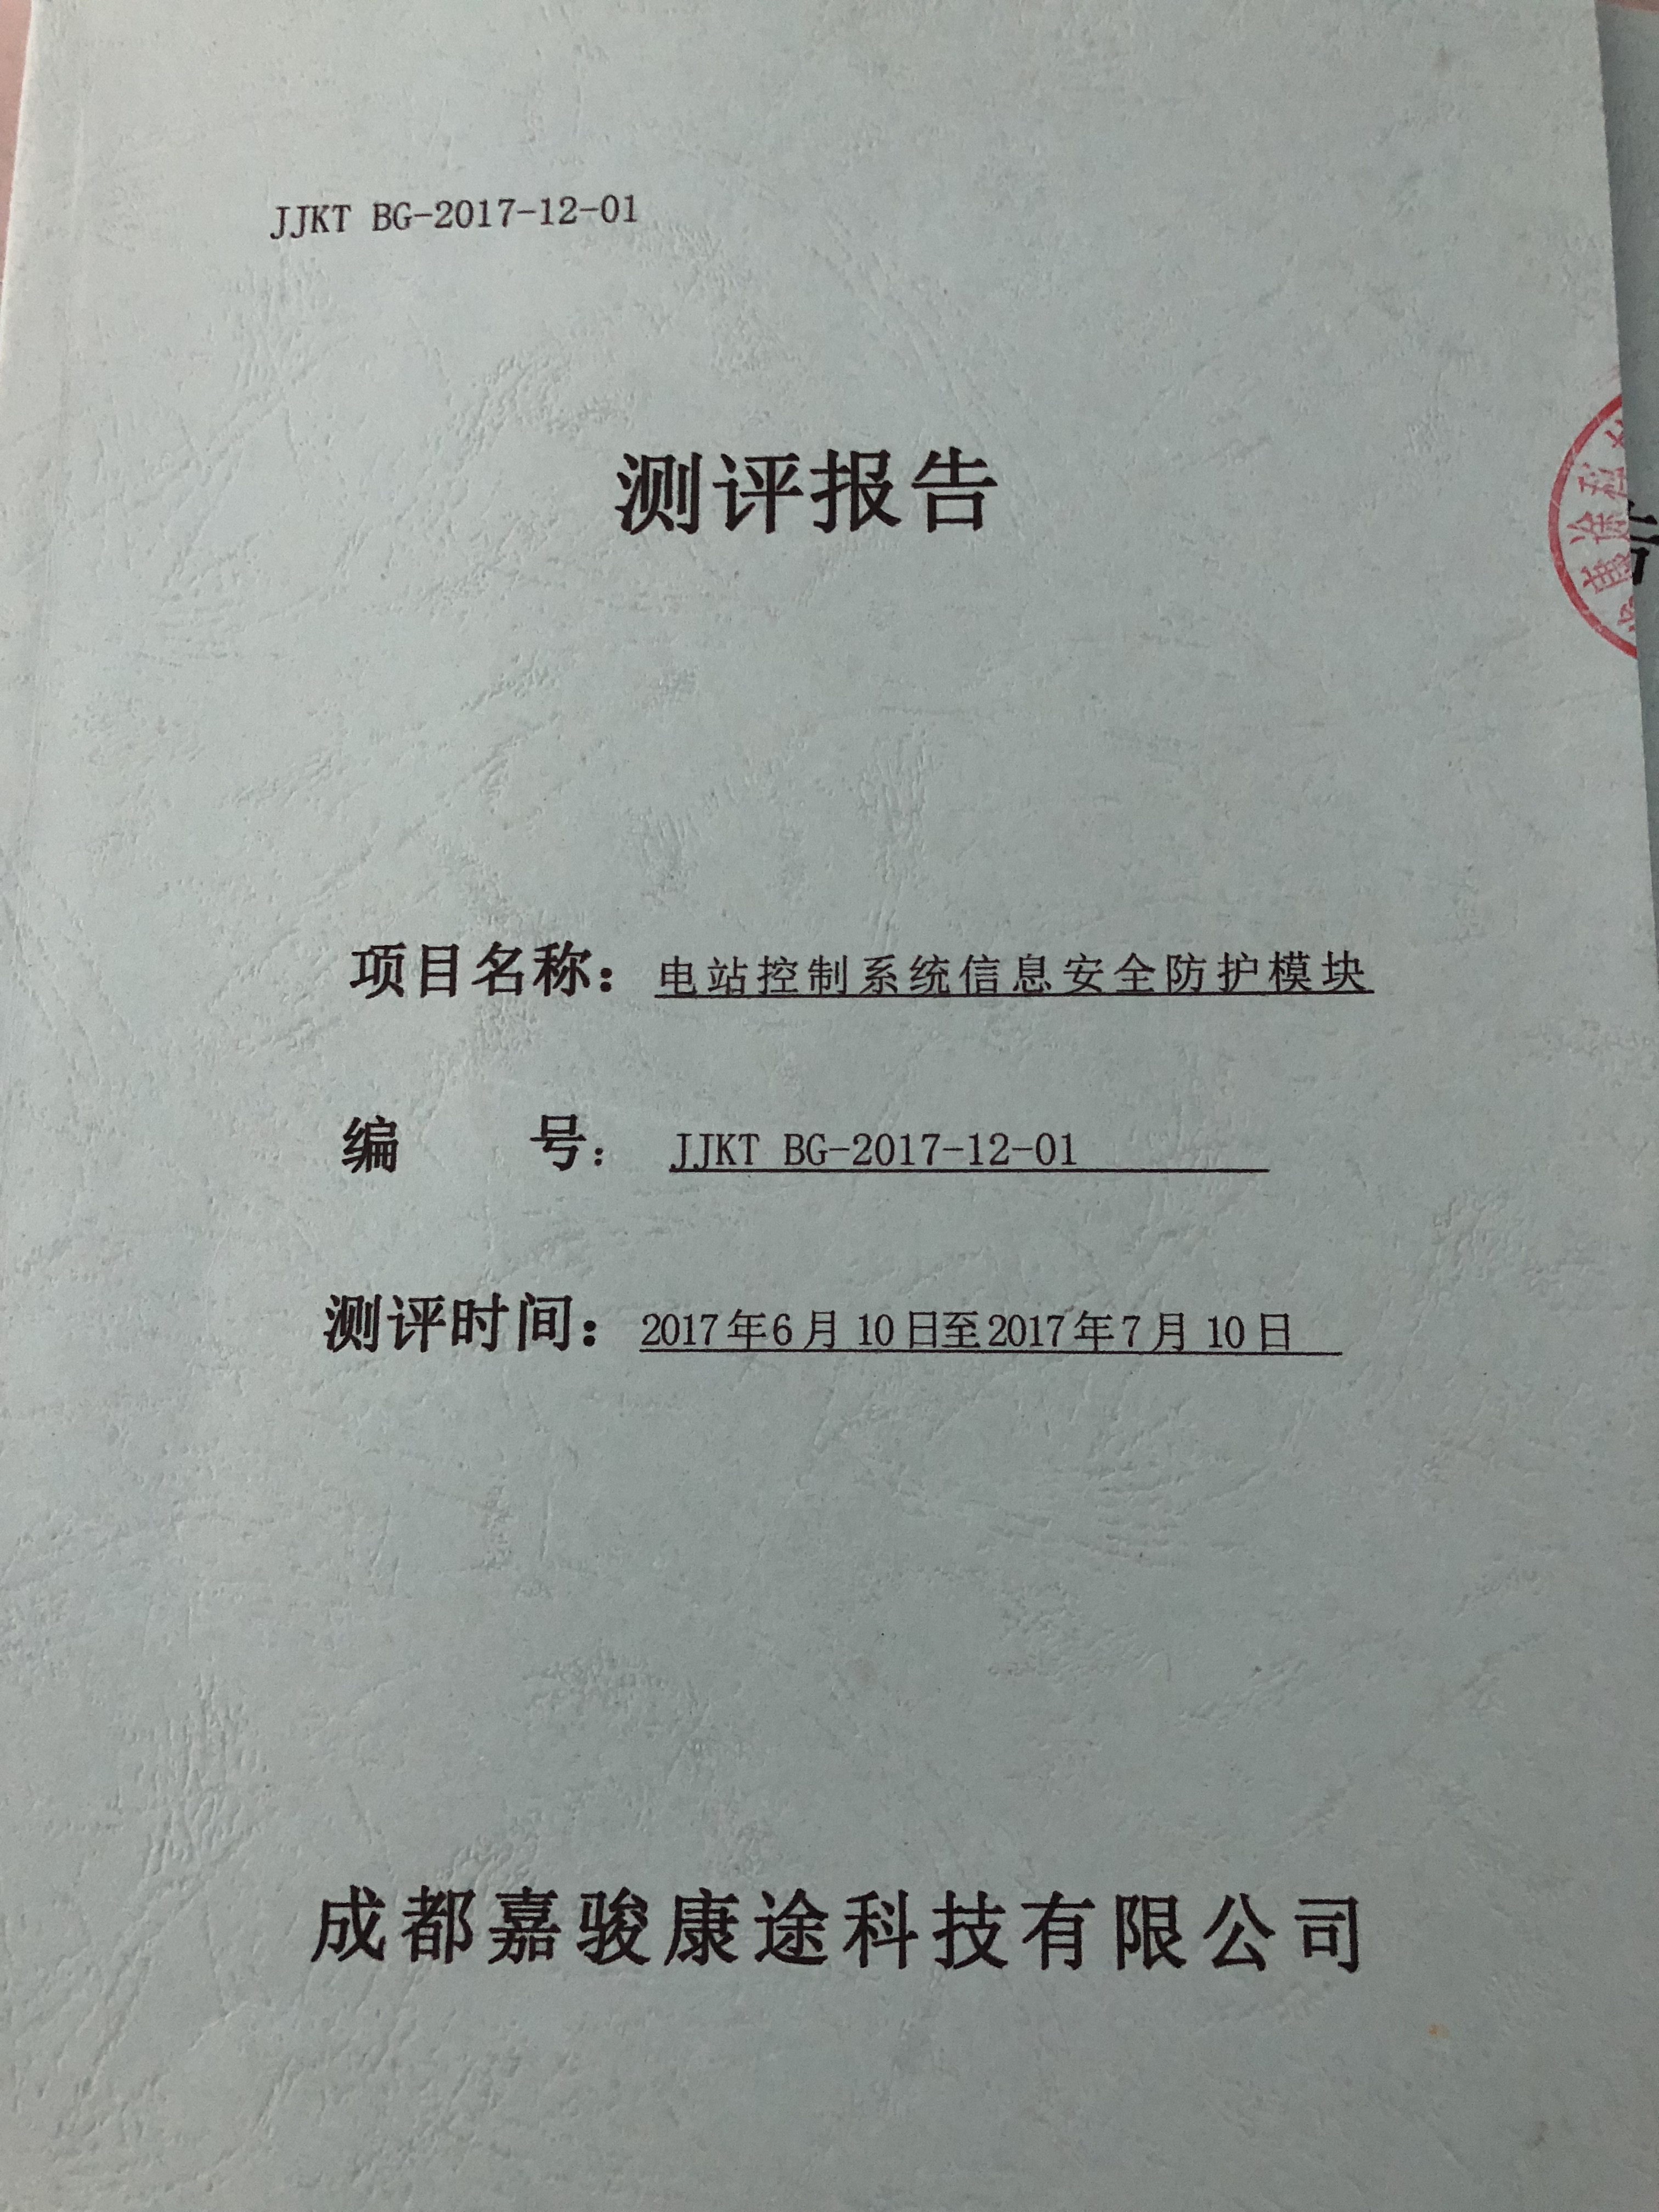 JJKT BG-2017-12-01
测评报告
项目名称：电站控制系统信息安全防护模块
编 号：JJKT BG-2017-12-01
测评时间：2017年6月10日至2017年7月10日
成都嘉骏康途科技有限公司